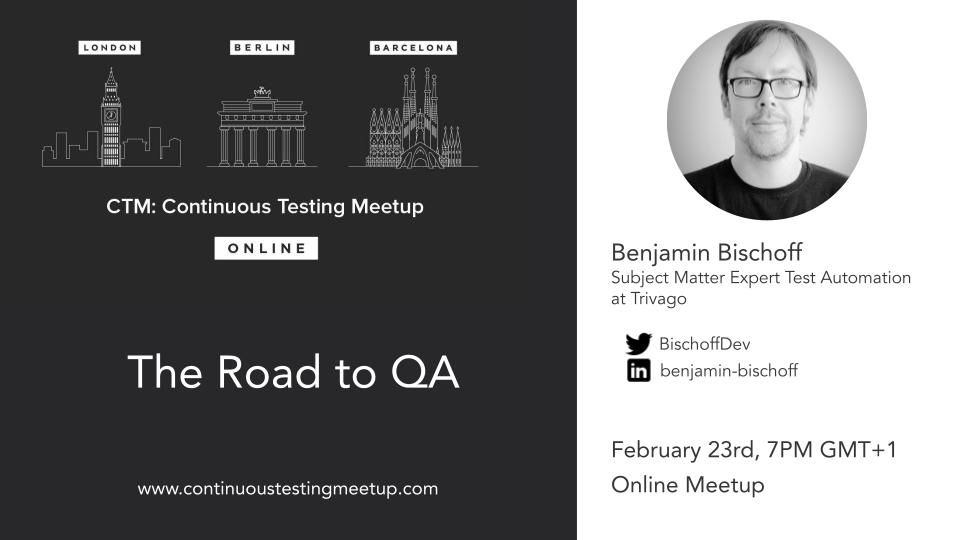 LONDON
BERLIN
BARCELONA
CTM: Continuous Testing Meetup
ONLINE
The Road to QA
www.continuoustestingmeetup.com
Benjamin Bischoff
Subject Matter Expert Test Automation
at Trivago
BischoffDev
in
benjamin-bischoff
February 23rd, 7PM GMT+1
Online Meetup